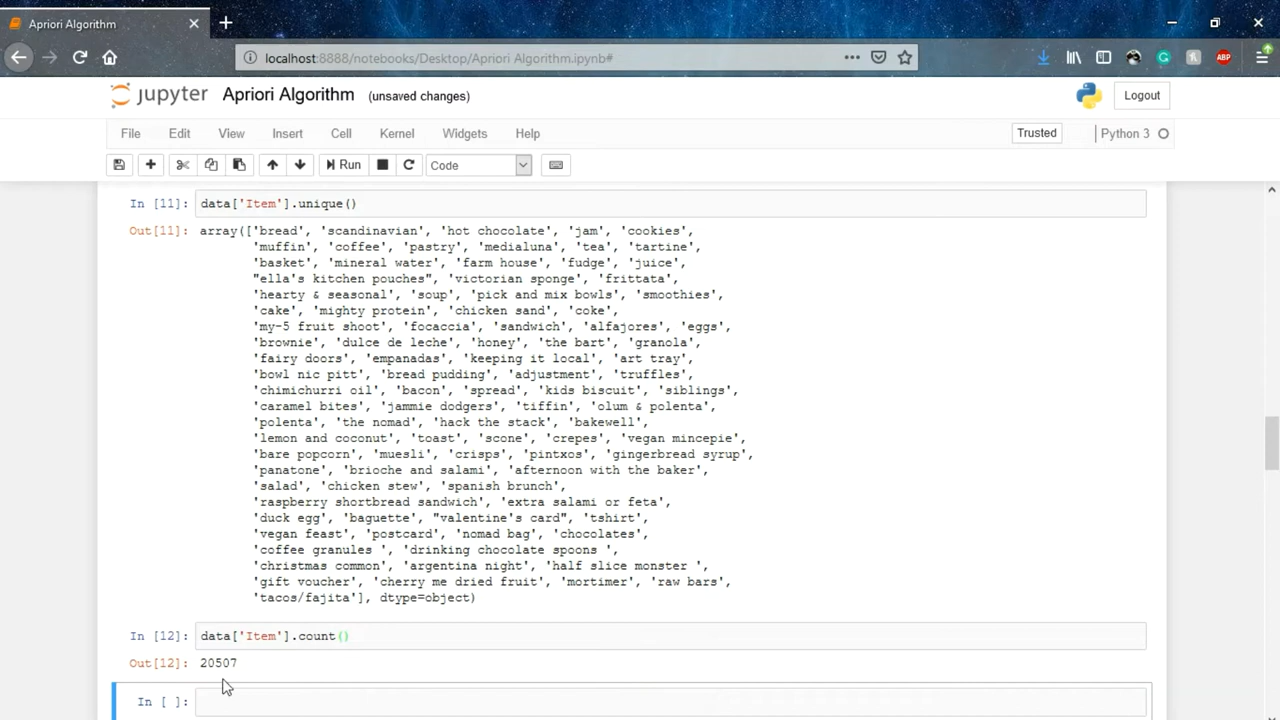 Apriori Algorithm
localhost:8888/notebooks/Desktop/Apriori Algorithm.ipynb#
ABP
jupyter Apriori Algorithm (unsaved changes)
Logout
File Edit View Insert Cell Kernel Widgets Help
Trusted
Python 3
Run
Code
In [11]: data['Item'].unique()
Out[11]: array(['bread', 'scandinavian', 'hot chocolate', 'jam', 'cookies',
'muffin', 'coffee', 'pastry', 'medialuna', 'tea', 'tartine',
'basket', 'mineral water', 'farm house', 'fudge', 'juice',
"ella's kitchen pouches", 'victorian sponge', 'frittata',
'hearty & seasonal', 'soup', 'pick and mix bowls', 'smoothies',
'cake', 'mighty protein', 'chicken sand', 'coke',
'my-5 fruit shoot', 'focaccia', 'sandwich', 'alfajores', 'eggs',
'brownie', 'dulce de leche', 'honey', 'the bart', 'granola',
'fairy doors', 'empanadas', 'keeping it local', 'art tray',
'bowl nic pitt', 'bread pudding', 'adjustment', 'truffles',
'chimichurri oil', 'bacon', 'spread', 'kids biscuit', 'siblings',
'caramel bites', 'jammie dodgers', 'tiffin', 'olum & polenta',
'polenta', 'the nomad', 'hack the stack', 'bakewell',
'lemon and coconut', 'toast', 'scone', 'crepes', 'vegan mincepie',
'bare popcorn', 'muesli', 'crisps', 'pintxos', 'gingerbread syrup',
'panatone', 'brioche and salami', 'afternoon with the baker',
'salad', 'chicken stew', 'spanish brunch',
'raspberry shortbread sandwich', 'extra salami or feta',
'duck egg', 'baguette', "valentine's card", 'tshirt',
'vegan feast', 'postcard', 'nomad bag', 'chocolates',
'coffee granules ', 'drinking chocolate spoons ',
'christmas common', 'argentina night', 'half slice monster ',
'gift voucher', 'cherry me dried fruit', 'mortimer', 'raw bars',
'tacos/fajita'], dtype=object)
In [12]: data['Item'].count()
Out[12]: 20507
In [ ]: